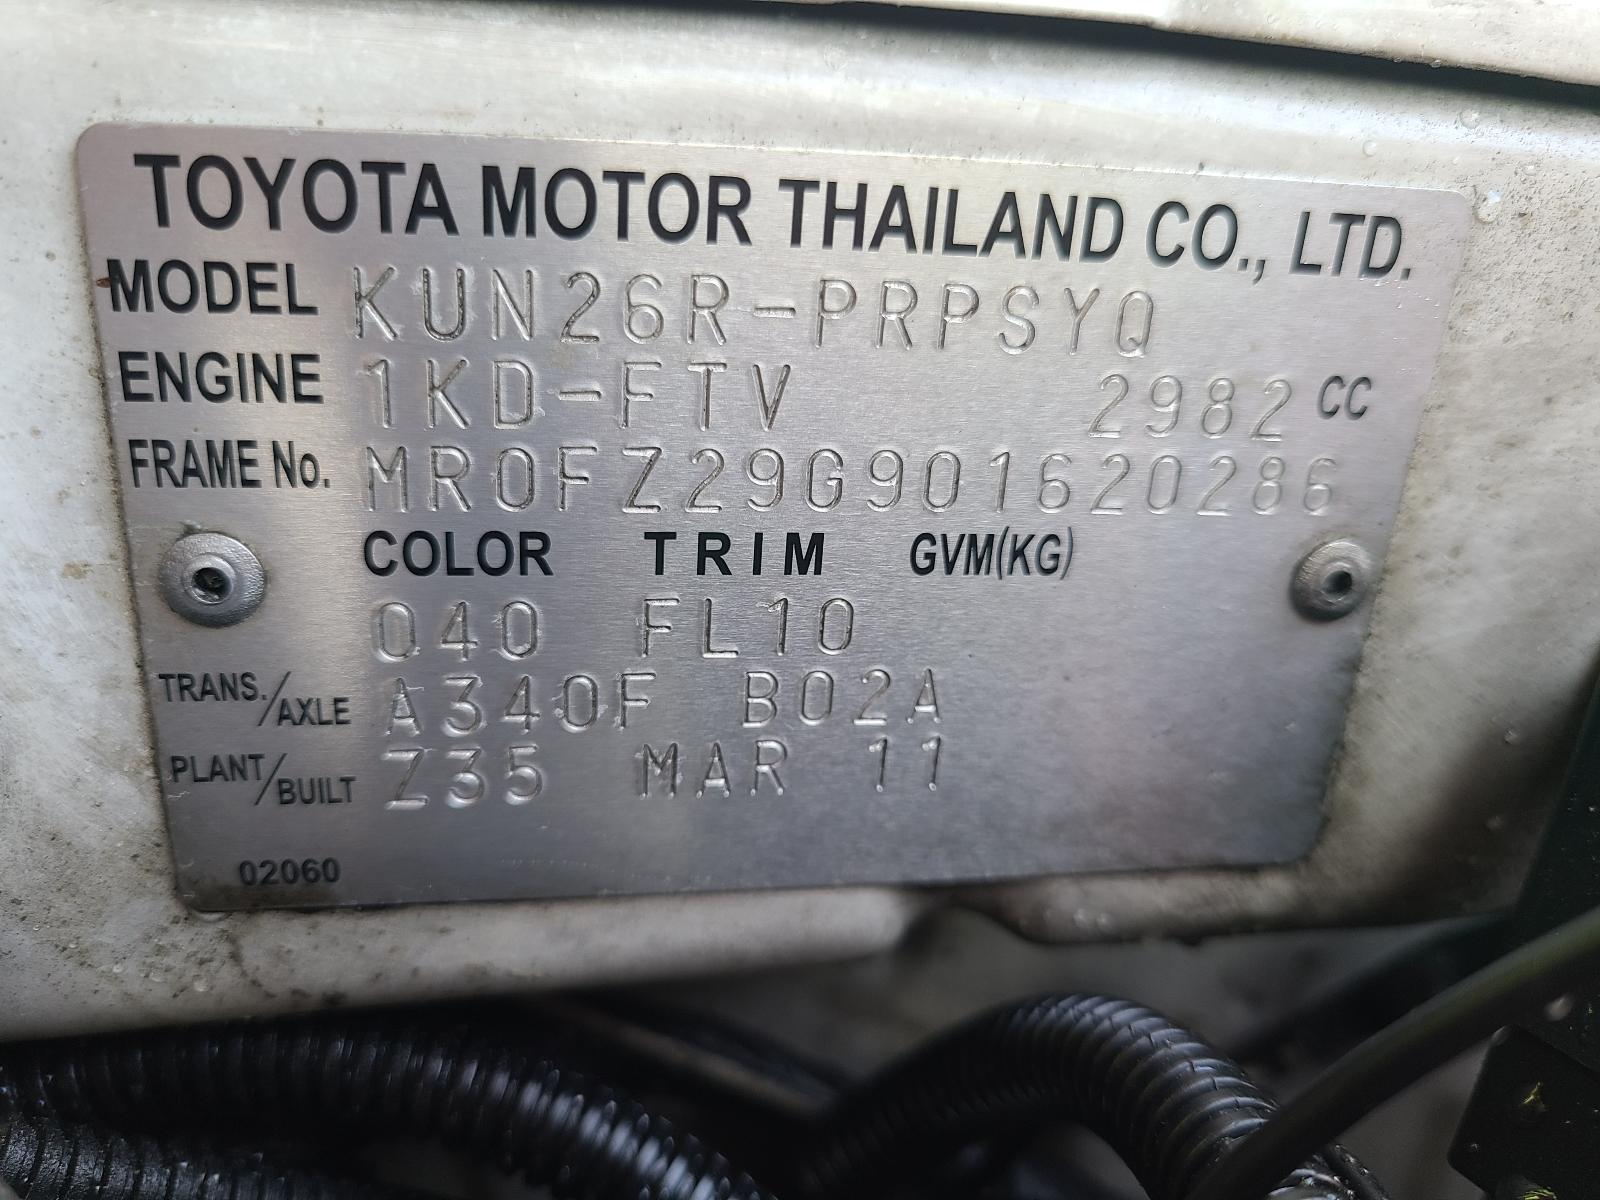 TOYOTA MOTOR THAILAND CO., LTD.
MODEL KUN26R-PRPSYQ
ENGINE 1KD-FTV 2982 CC
FRAME No. MR0FZ29G901620286
COLOR TRIM GVM(KG)
040 FL10
TRANS./AXLE A340F B02A
PLANT/BUILT Z35 MAR 11
02060